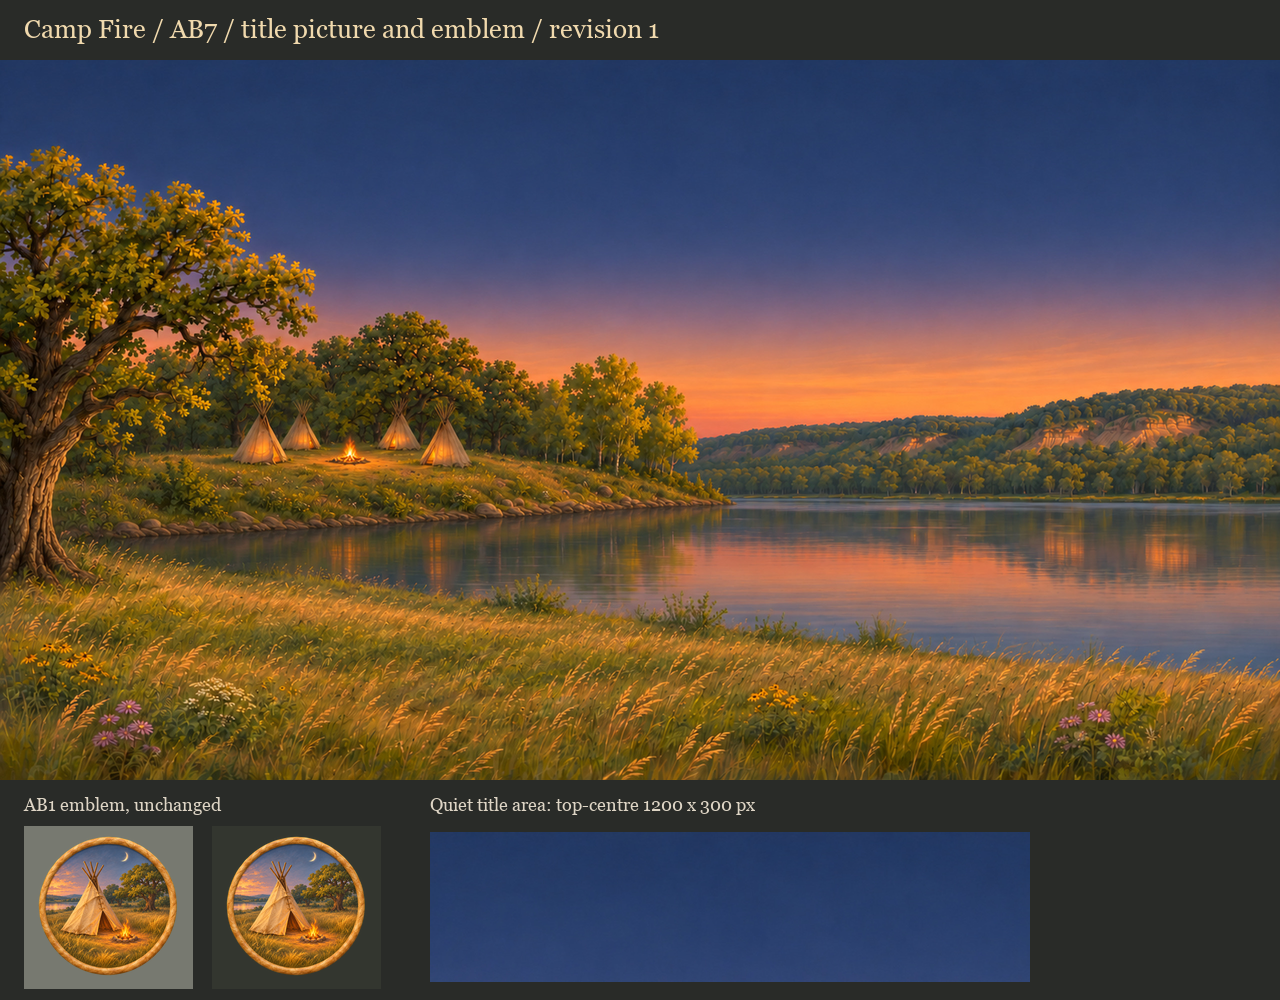 Camp Fire / AB7 / title picture and emblem / revision 1
AB1 emblem, unchanged
Quiet title area: top-centre 1200 x 300 px